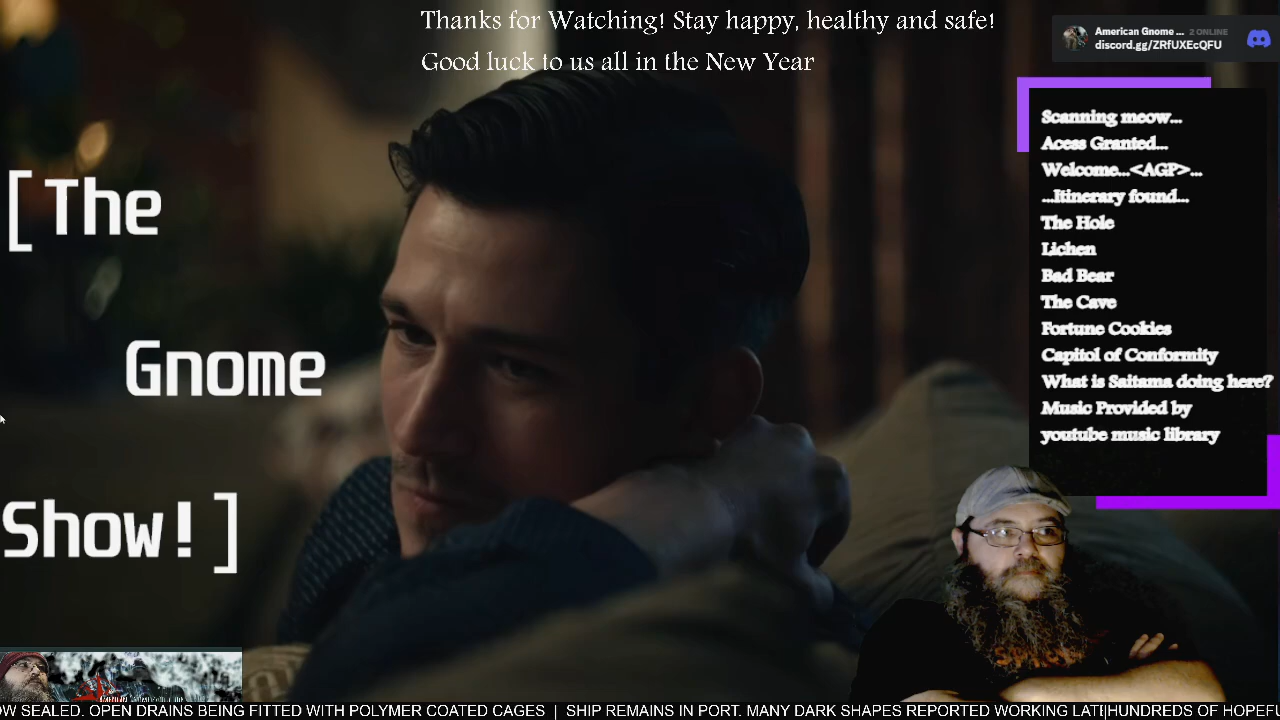 Thanks for Watching! Stay happy, healthy and safe!
Good luck to us all in the New Year
American Gnome ... 2 ONLINE
discord.gg/ZRfUXEcQFU
[The
Gnome
Show!]
Scanning meow...
Acess Granted...
Welcome...<AGP>...
...Itinerary found...
The Hole
Lichen
Bad Bear
The Cave
Fortune Cookies
Capitol of Conformity
What is Saitama doing here?
Music Provided by
youtube music library
OW SEALED. OPEN DRAINS BEING FITTED WITH POLYMER COATED CAGES | SHIP REMAINS IN PORT. MANY DARK SHAPES REPORTED WORKING LATE|HUNDREDS OF HOPEFU